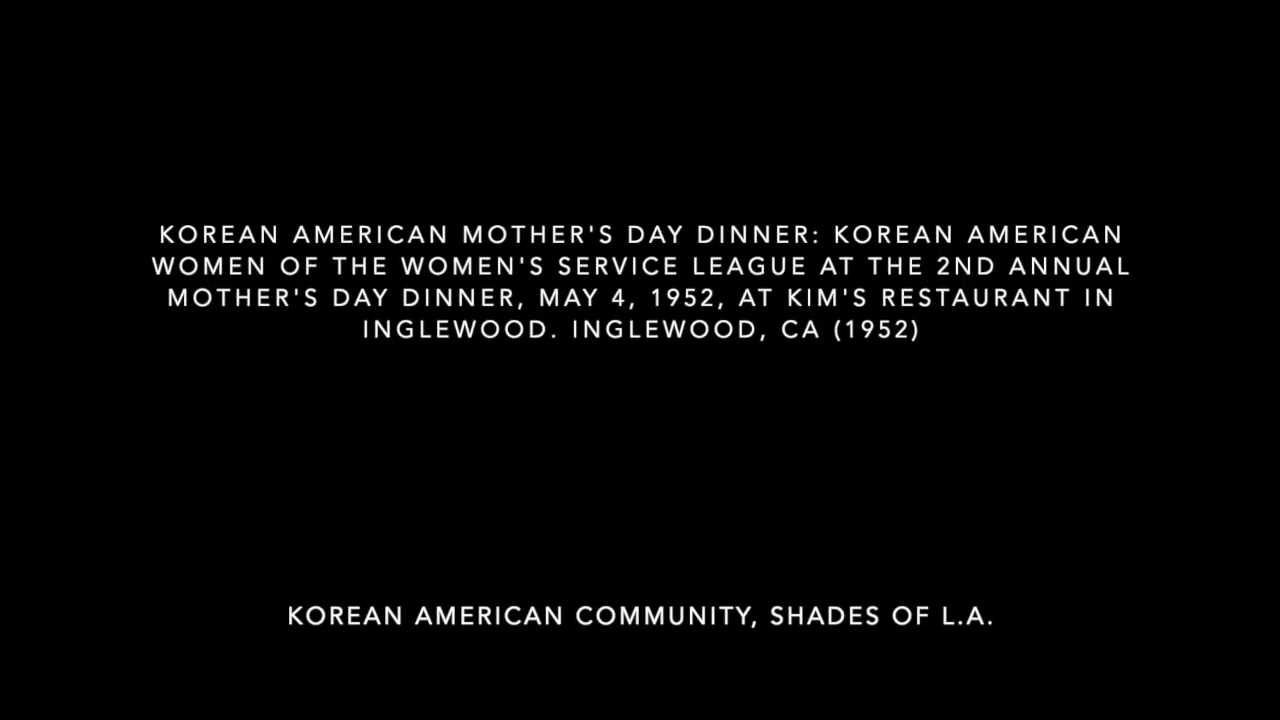 KOREAN AMERICAN MOTHER'S DAY DINNER: KOREAN AMERICAN
WOMEN OF THE WOMEN'S SERVICE LEAGUE AT THE 2ND ANNUAL
MOTHER'S DAY DINNER, MAY 4, 1952, AT KIM'S RESTAURANT IN
INGLEWOOD. INGLEWOOD, CA (1952)
KOREAN AMERICAN COMMUNITY, SHADES OF L.A.